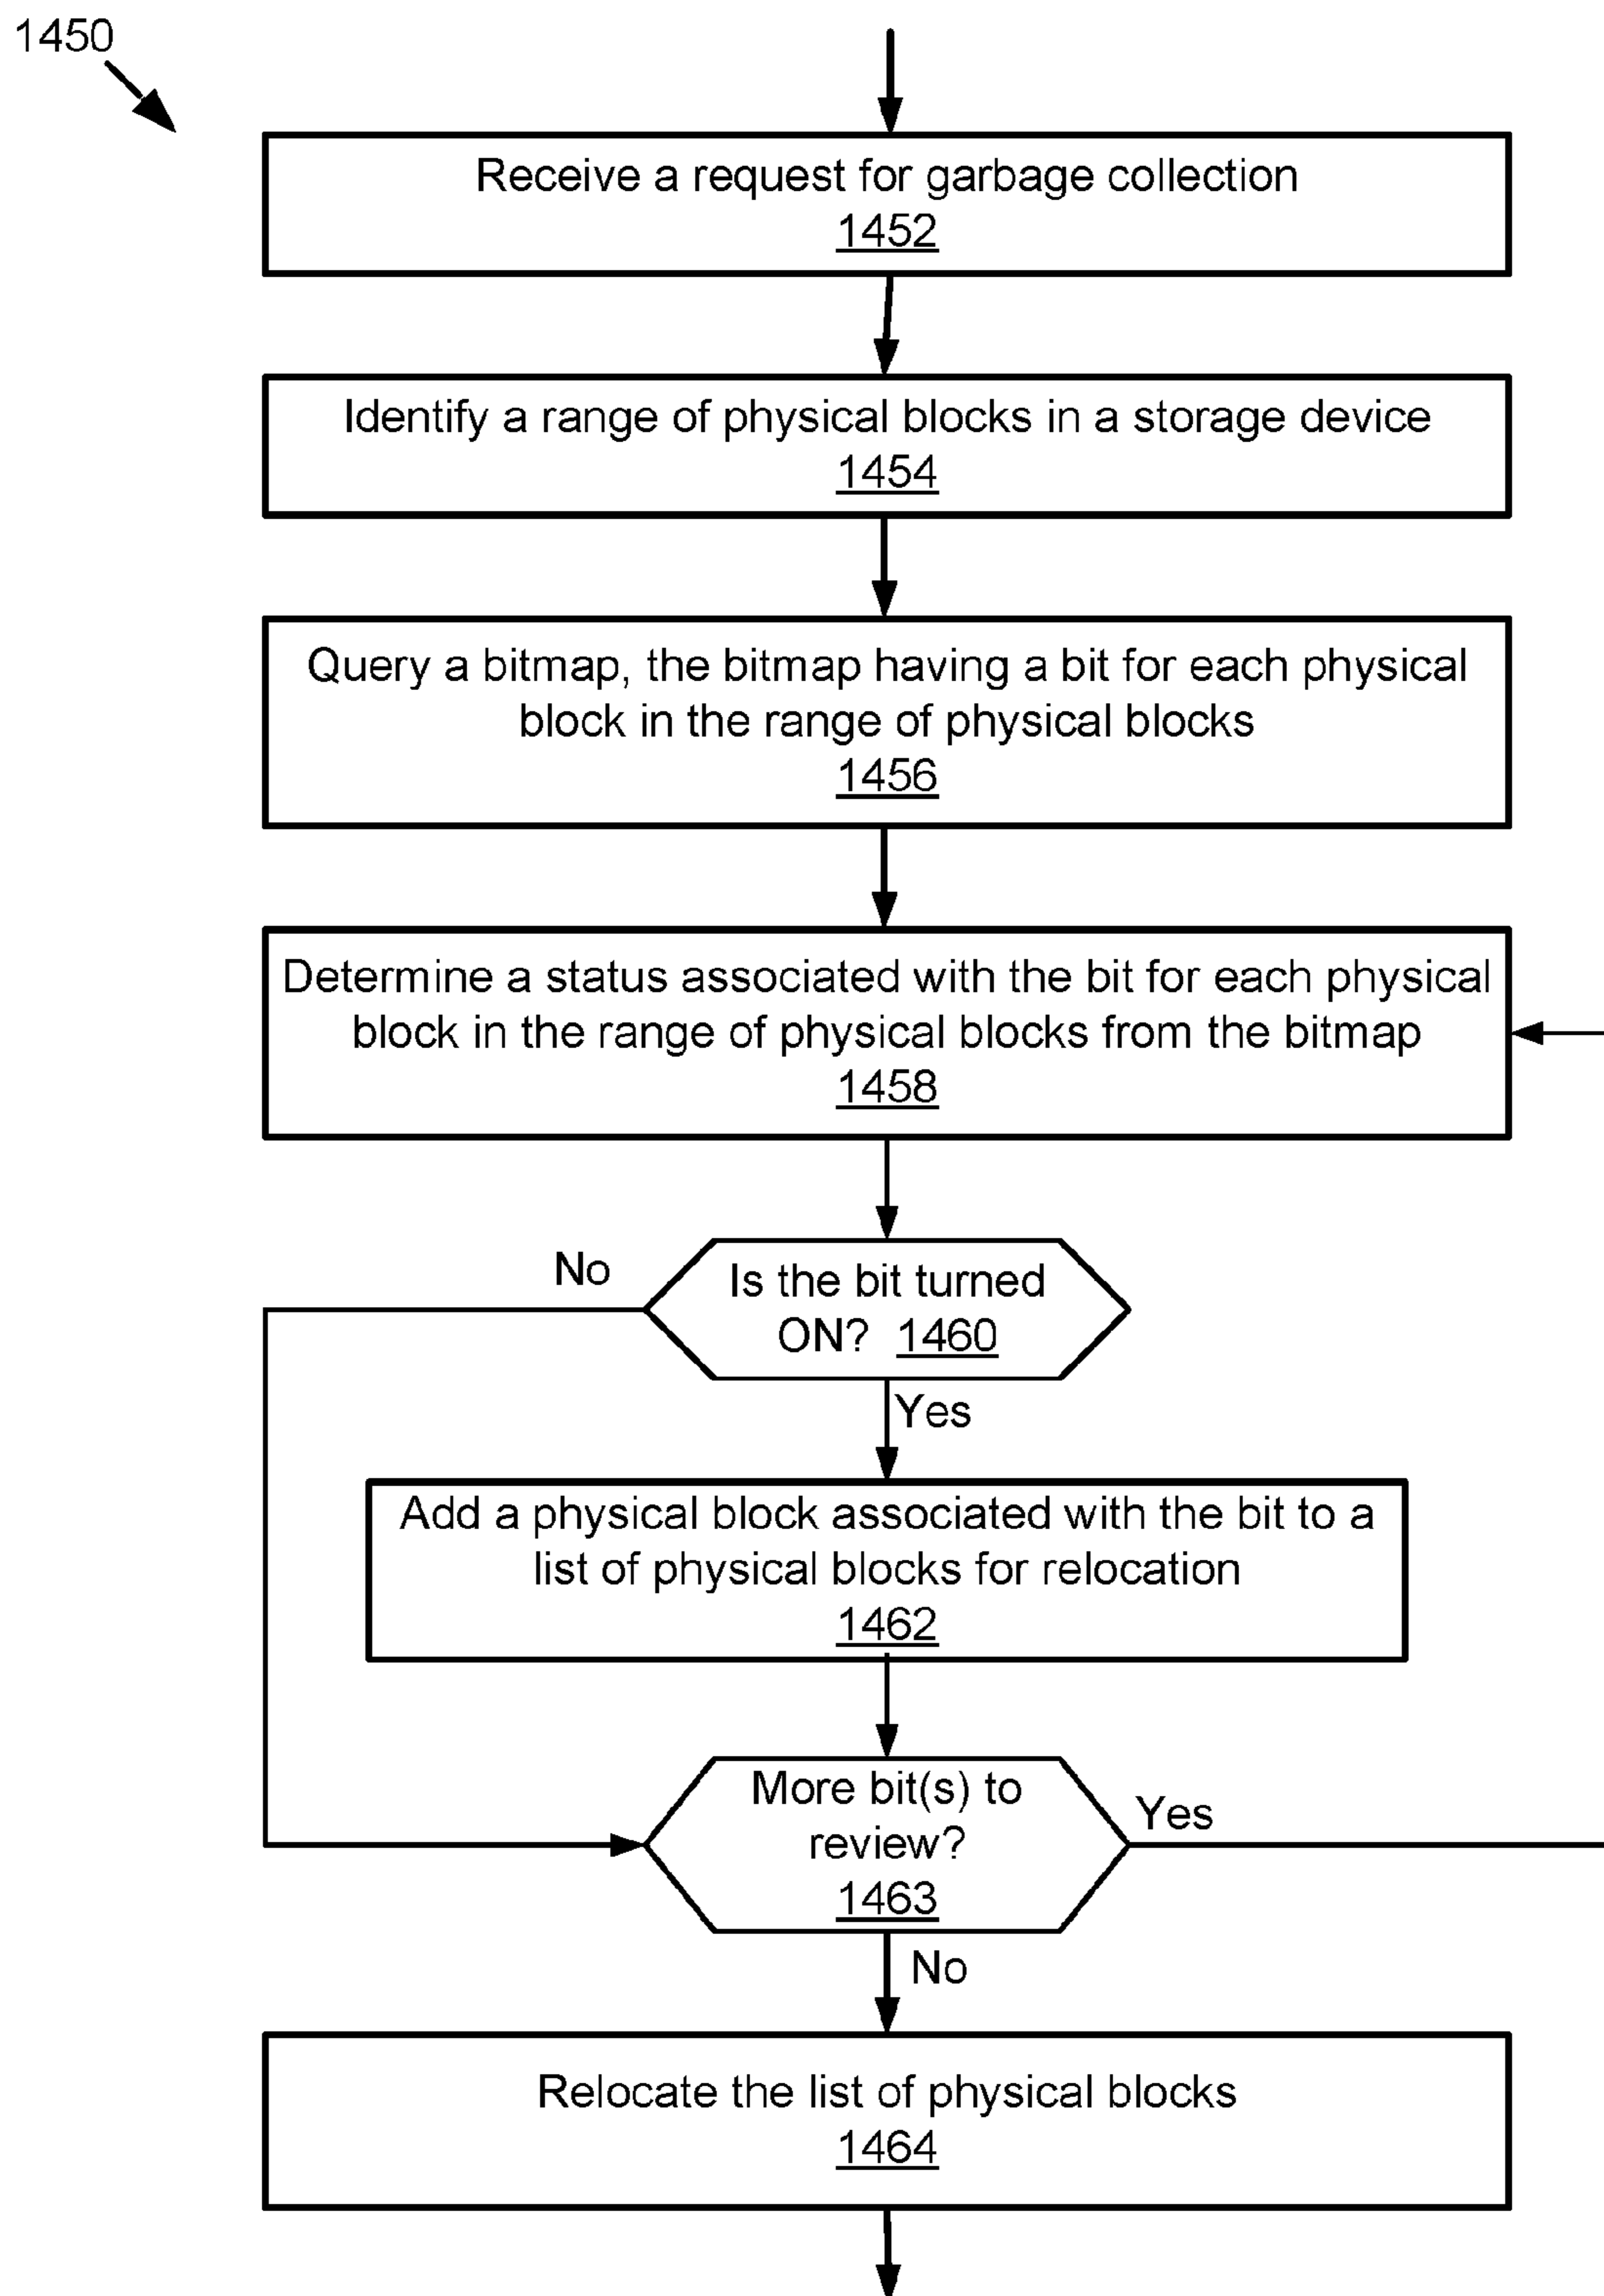 1450
Receive a request for garbage collection
1452
Identify a range of physical blocks in a storage device
1454
Query a bitmap, the bitmap having a bit for each physical
block in the range of physical blocks
1456
Determine a status associated with the bit for each physical
block in the range of physical blocks from the bitmap
1458
No
Is the bit turned
ON? 1460
Yes
Add a physical block associated with the bit to a
list of physical blocks for relocation
1462
More bit(s) to
review?
1463
Yes
No
Relocate the list of physical blocks
1464